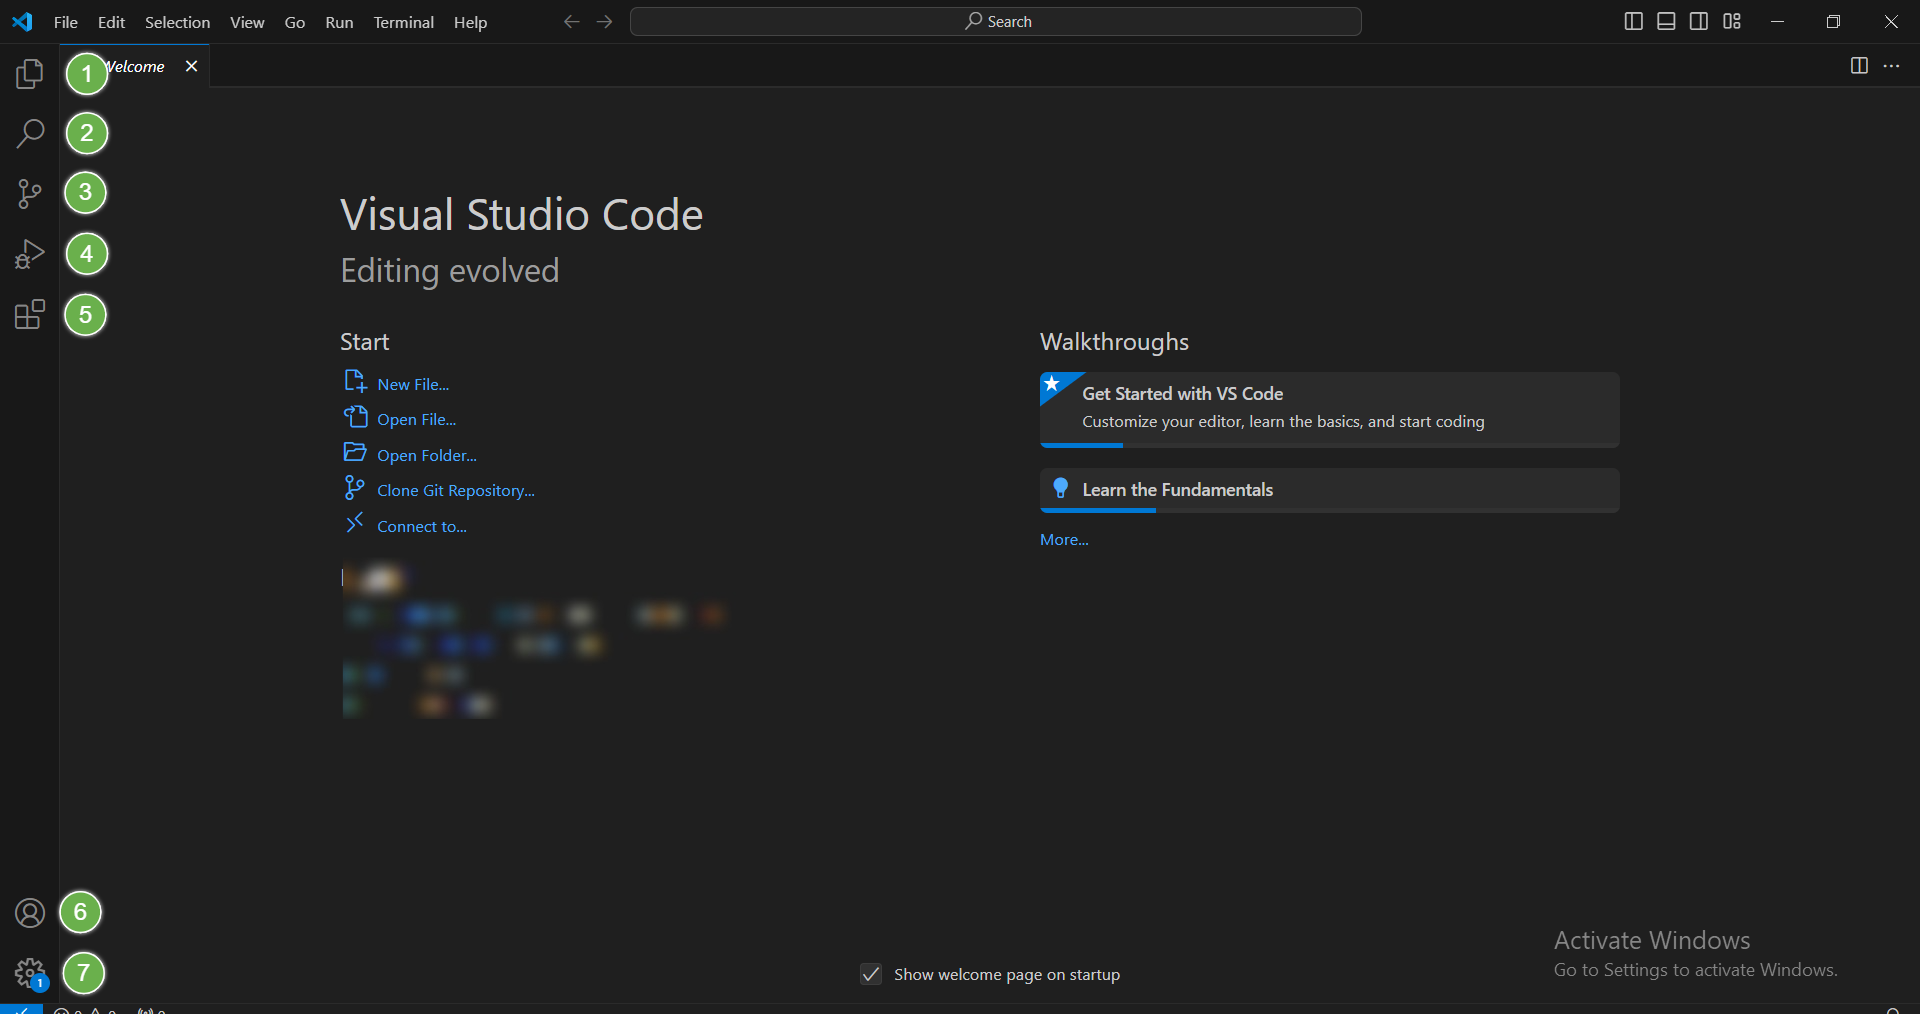 File Edit Selection View Go Run Terminal Help
Search
1
Welcome
2
3
4
5
Visual Studio Code
Editing evolved
Start
New File...
Open File...
Open Folder...
Clone Git Repository...
Connect to...
Walkthroughs
Get Started with VS Code
Customize your editor, learn the basics, and start coding
Learn the Fundamentals
More...
6
7
1
Show welcome page on startup
Activate Windows
Go to Settings to activate Windows.